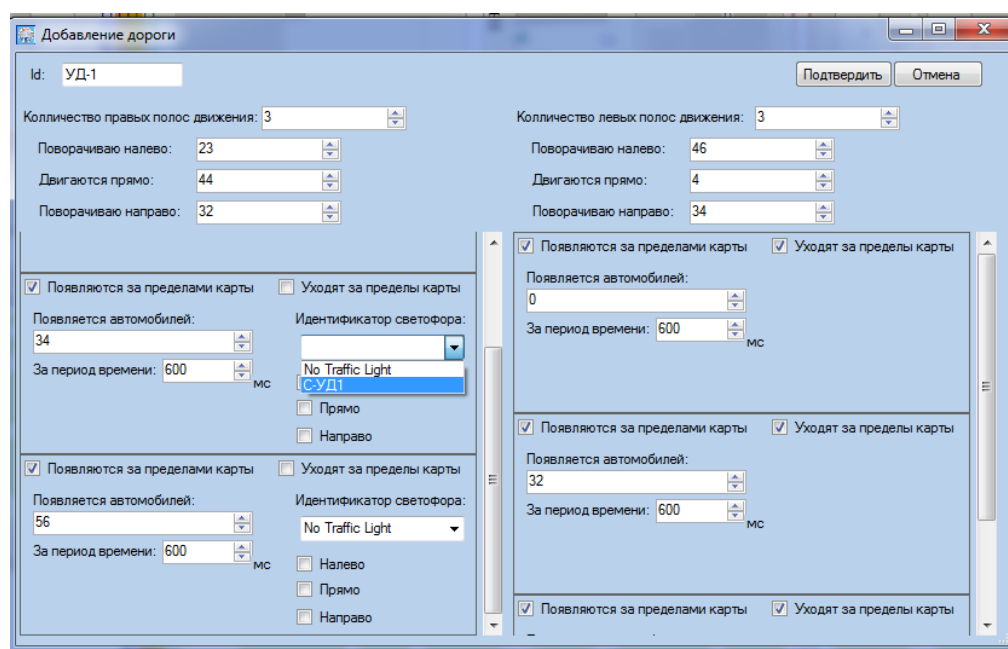 Добавление дороги
Id: УД-1
Подтвердить Отмена
Колличество правых полос движения: 3
Поворачиваю налево: 23
Двигаются прямо: 44
Поворачиваю направо: 32
Колличество левых полос движения: 3
Поворачиваю налево: 46
Двигаются прямо: 4
Поворачиваю направо: 34
Появляются за пределами карты Уходят за пределы карты
Появляется автомобилей: Идентификатор светофора:
34
За период времени: 600 мс
No Traffic Light
С-УД1
Прямо
Направо
Появляются за пределами карты Уходят за пределы карты
Появляется автомобилей: Идентификатор светофора:
56 No Traffic Light
За период времени: 600 мс
Налево
Прямо
Направо
Появляются за пределами карты Уходят за пределы карты
Появляется автомобилей:
0
За период времени: 600 мс
Появляются за пределами карты Уходят за пределы карты
Появляется автомобилей:
32
За период времени: 600 мс
Появляются за пределами карты Уходят за пределы карты